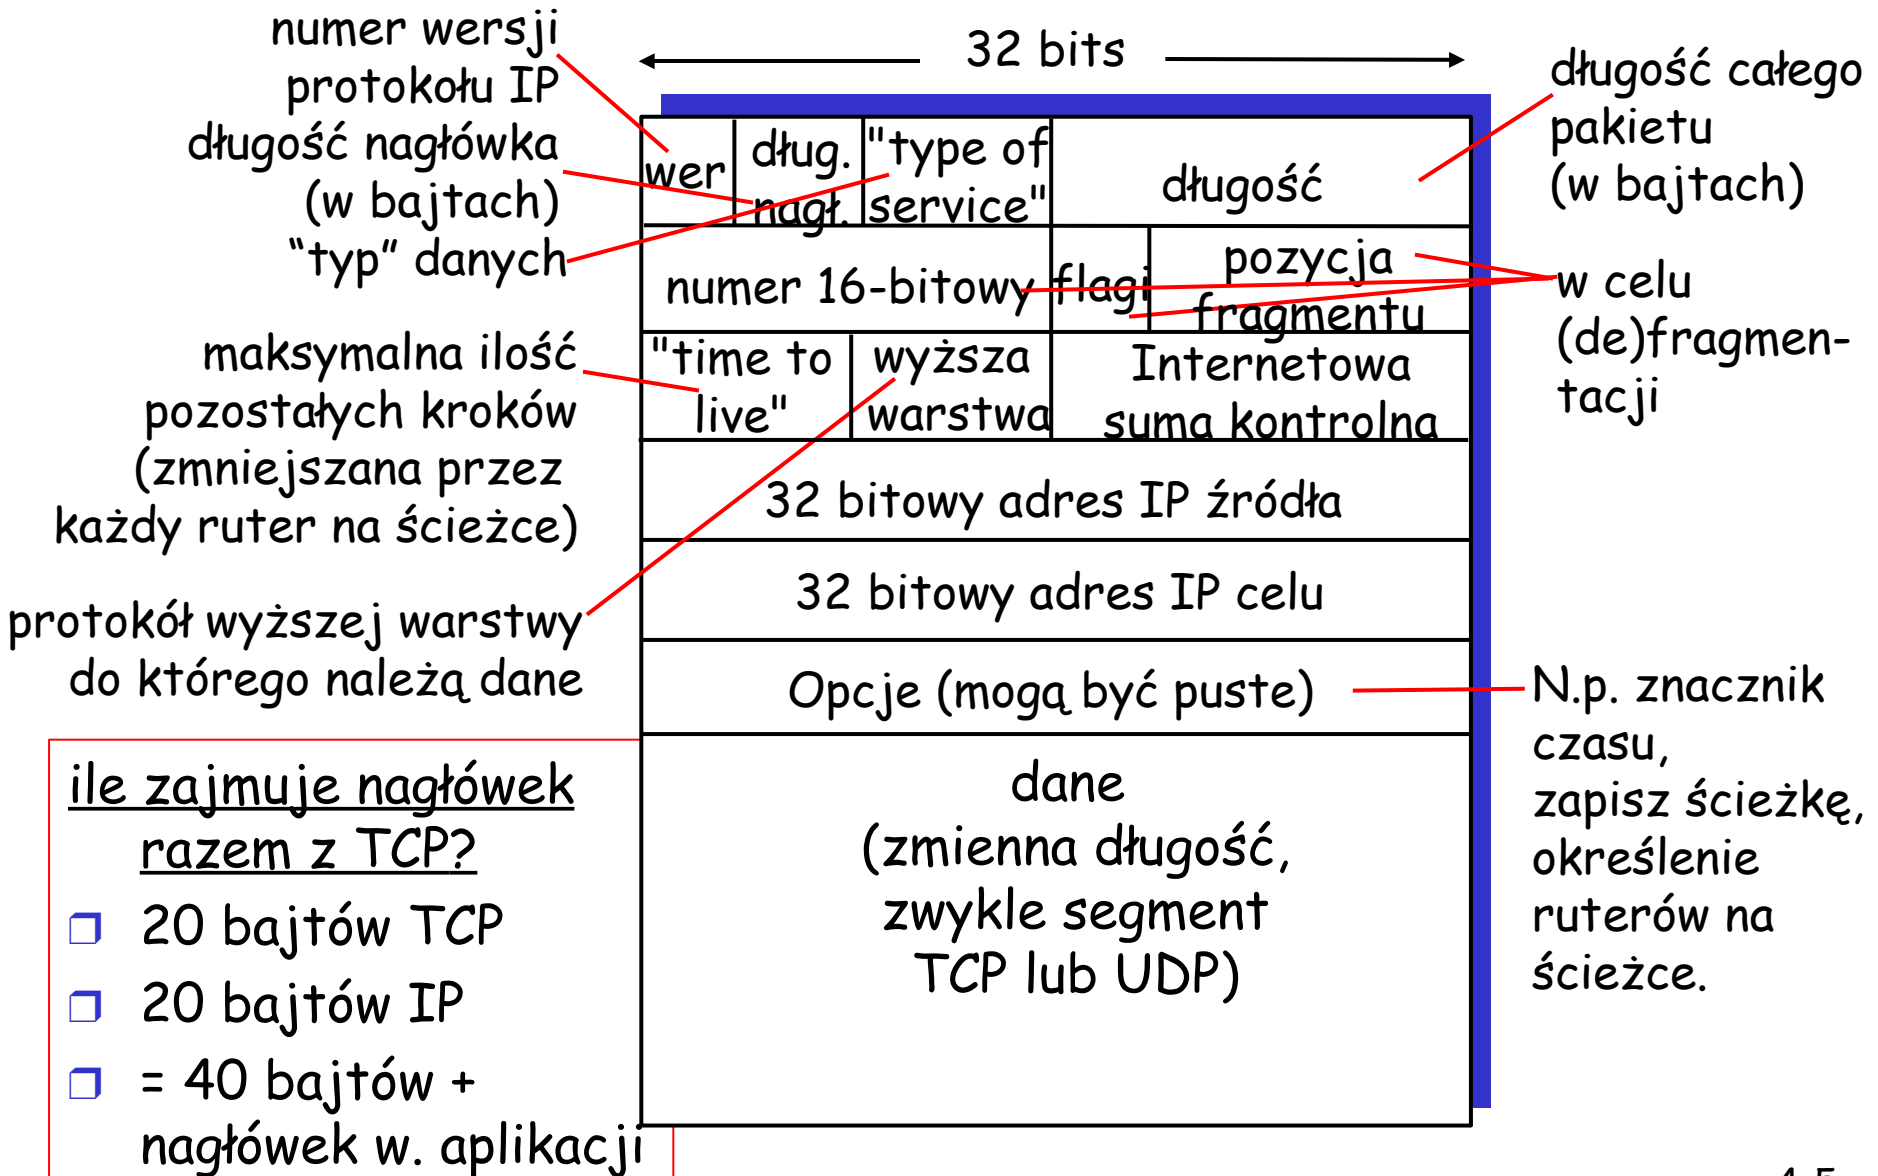 numer wersji
protokołu IP
długość nagłówka
(w bajtach)
“typ” danych
maksymalna ilość
pozostałych kroków
(zmniejszana przez
każdy ruter na ścieżce)
protokół wyższej warstwy
do którego należą dane
ile zajmuje nagłówek
razem z TCP?
20 bajtów TCP
20 bajtów IP
= 40 bajtów +
nagłówek w. aplikacji
32 bits
wer
dług.
nagł.
"type of
service"
długość
numer 16-bitowy
flagi
pozycja
fragmentu
"time to
live"
wyższa
warstwa
Internetowa
suma kontrolna
32 bitowy adres IP źródła
32 bitowy adres IP celu
Opcje (mogą być puste)
dane
(zmienna długość,
zwykle segment
TCP lub UDP)
długość całego
pakietu
(w bajtach)
w celu
(de)fragmen-
tacji
N.p. znacznik
czasu,
zapisz ścieżkę,
określenie
ruterów na
ścieżce.